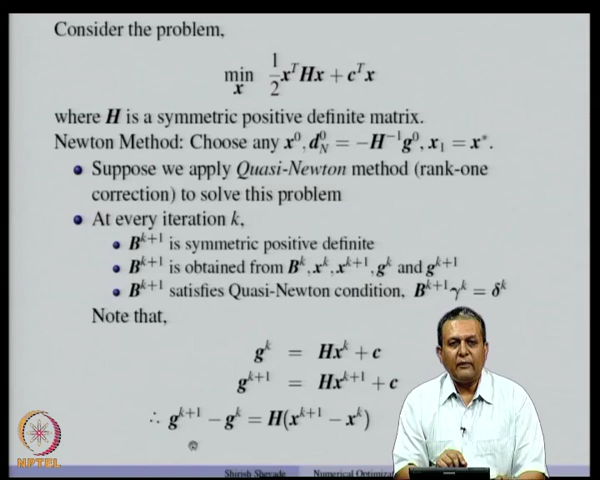 Consider the problem,
min_x 1/2 x^T Hx + c^T x
where H is a symmetric positive definite matrix.
Newton Method: Choose any x^0, d_N^0 = −H^{−1}g^0, x_1 = x*.
• Suppose we apply Quasi-Newton method (rank-one
correction) to solve this problem
• At every iteration k,
• B^{k+1} is symmetric positive definite
• B^{k+1} is obtained from B^k, x^k, x^{k+1}, g^k and g^{k+1}
• B^{k+1} satisfies Quasi-Newton condition, B^{k+1}γ^k = δ^k
Note that,
g^k = Hx^k + c
g^{k+1} = Hx^{k+1} + c
∴ g^{k+1} − g^k = H(x^{k+1} − x^k)
NPTEL
Shirish Shevade Numerical Optimiza